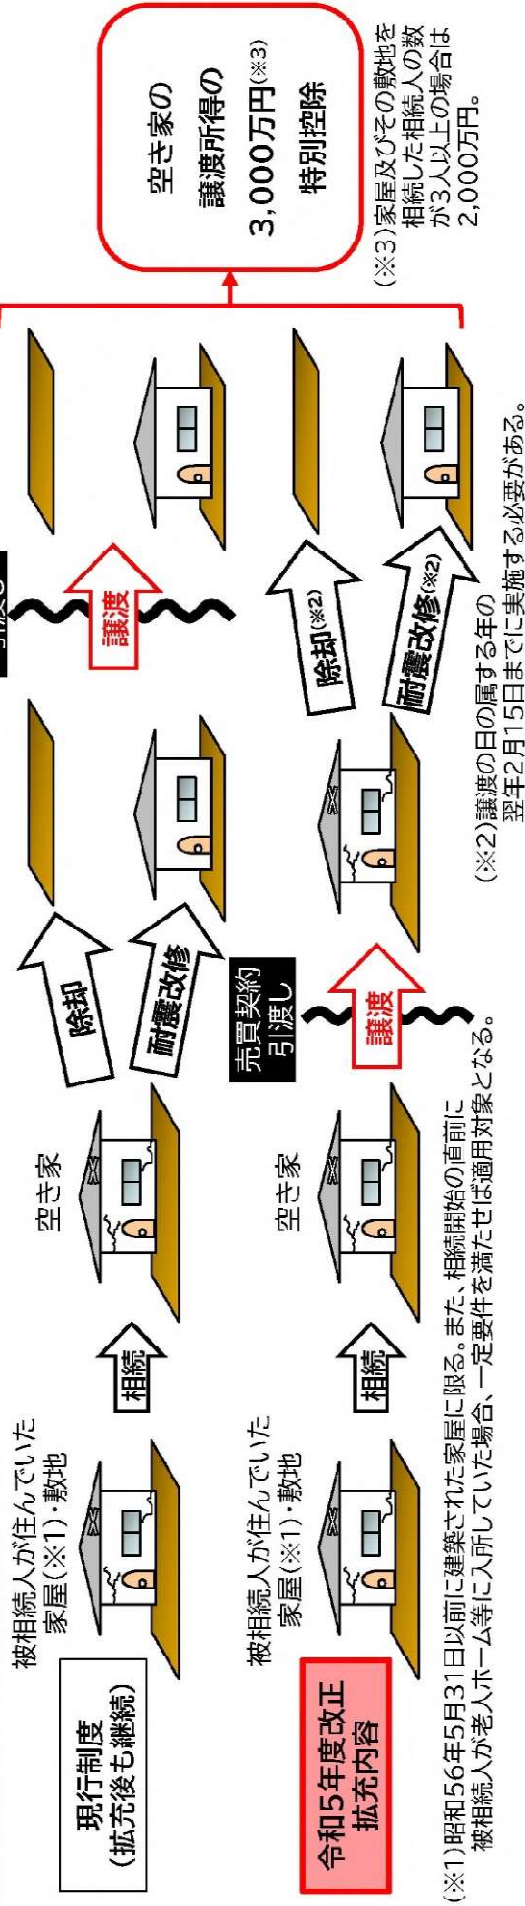 現行制度
(拡充後も継続)
被相続人が住んでいた
家屋(※1)・敷地
相続
空き家
除却
耐震改修
譲渡
令和5年度改正
拡充内容
被相続人が住んでいた
家屋(※1)・敷地
相続
空き家
売買契約
引渡し
譲渡
除却(※2)
耐震改修(※2)
空き家の
譲渡所得の
3,000万円(※3)
特別控除
(※3)家屋及びその敷地を
相続した相続人の数
が3人以上の場合は
2,000万円。
(※2)譲渡の日の属する年の
翌年2月15日までに実施する必要がある。
(※1)昭和56年5月31日以前に建築された家屋に限る。また、相続開始の直前に
被相続人が老人ホーム等に入所していた場合、一定要件を満たせば適用対象となる。